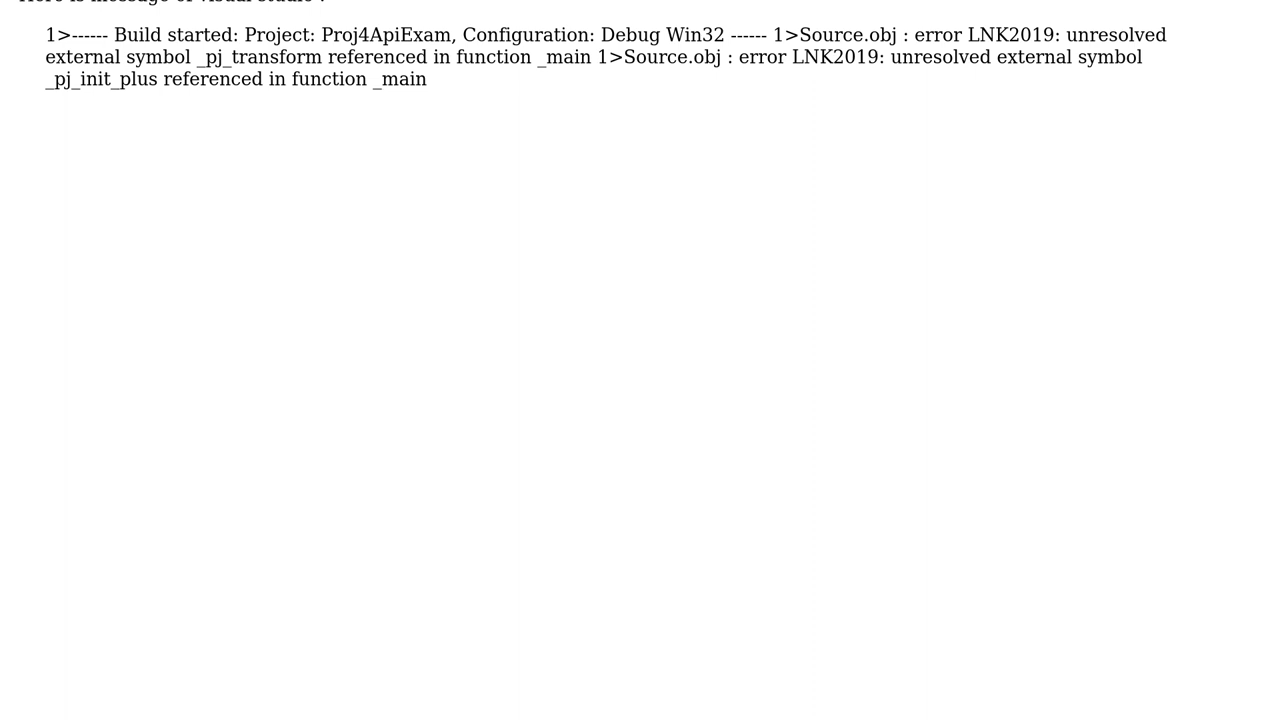 1>------ Build started: Project: Proj4ApiExam, Configuration: Debug Win32 ------ 1>Source.obj : error LNK2019: unresolved
external symbol _pj_transform referenced in function _main 1>Source.obj : error LNK2019: unresolved external symbol
_pj_init_plus referenced in function _main